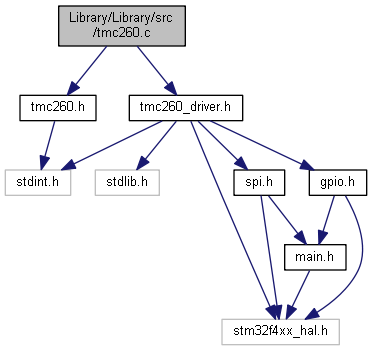 Library/Library/src
/tmc260.c
tmc260.h
tmc260_driver.h
stdint.h
stdlib.h
spi.h
gpio.h
main.h
stm32f4xx_hal.h